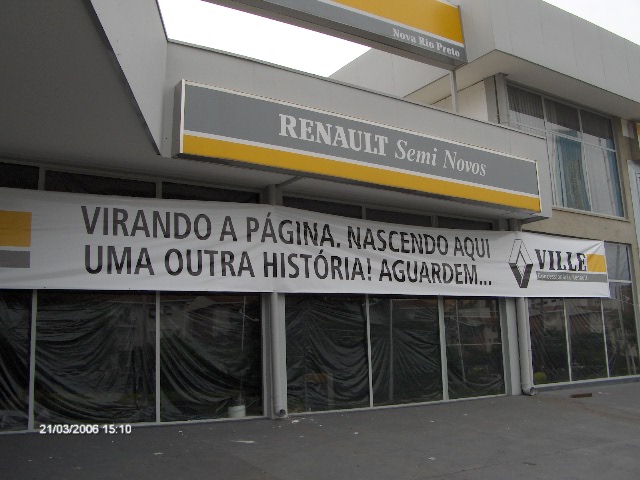 Nova Rio Preto
RENAULT Semi Novos
VIRANDO A PÁGINA. NASCENDO AQUI
UMA OUTRA HISTÓRIA! AGUARDEM...
VILLE
21/03/2006 15:10